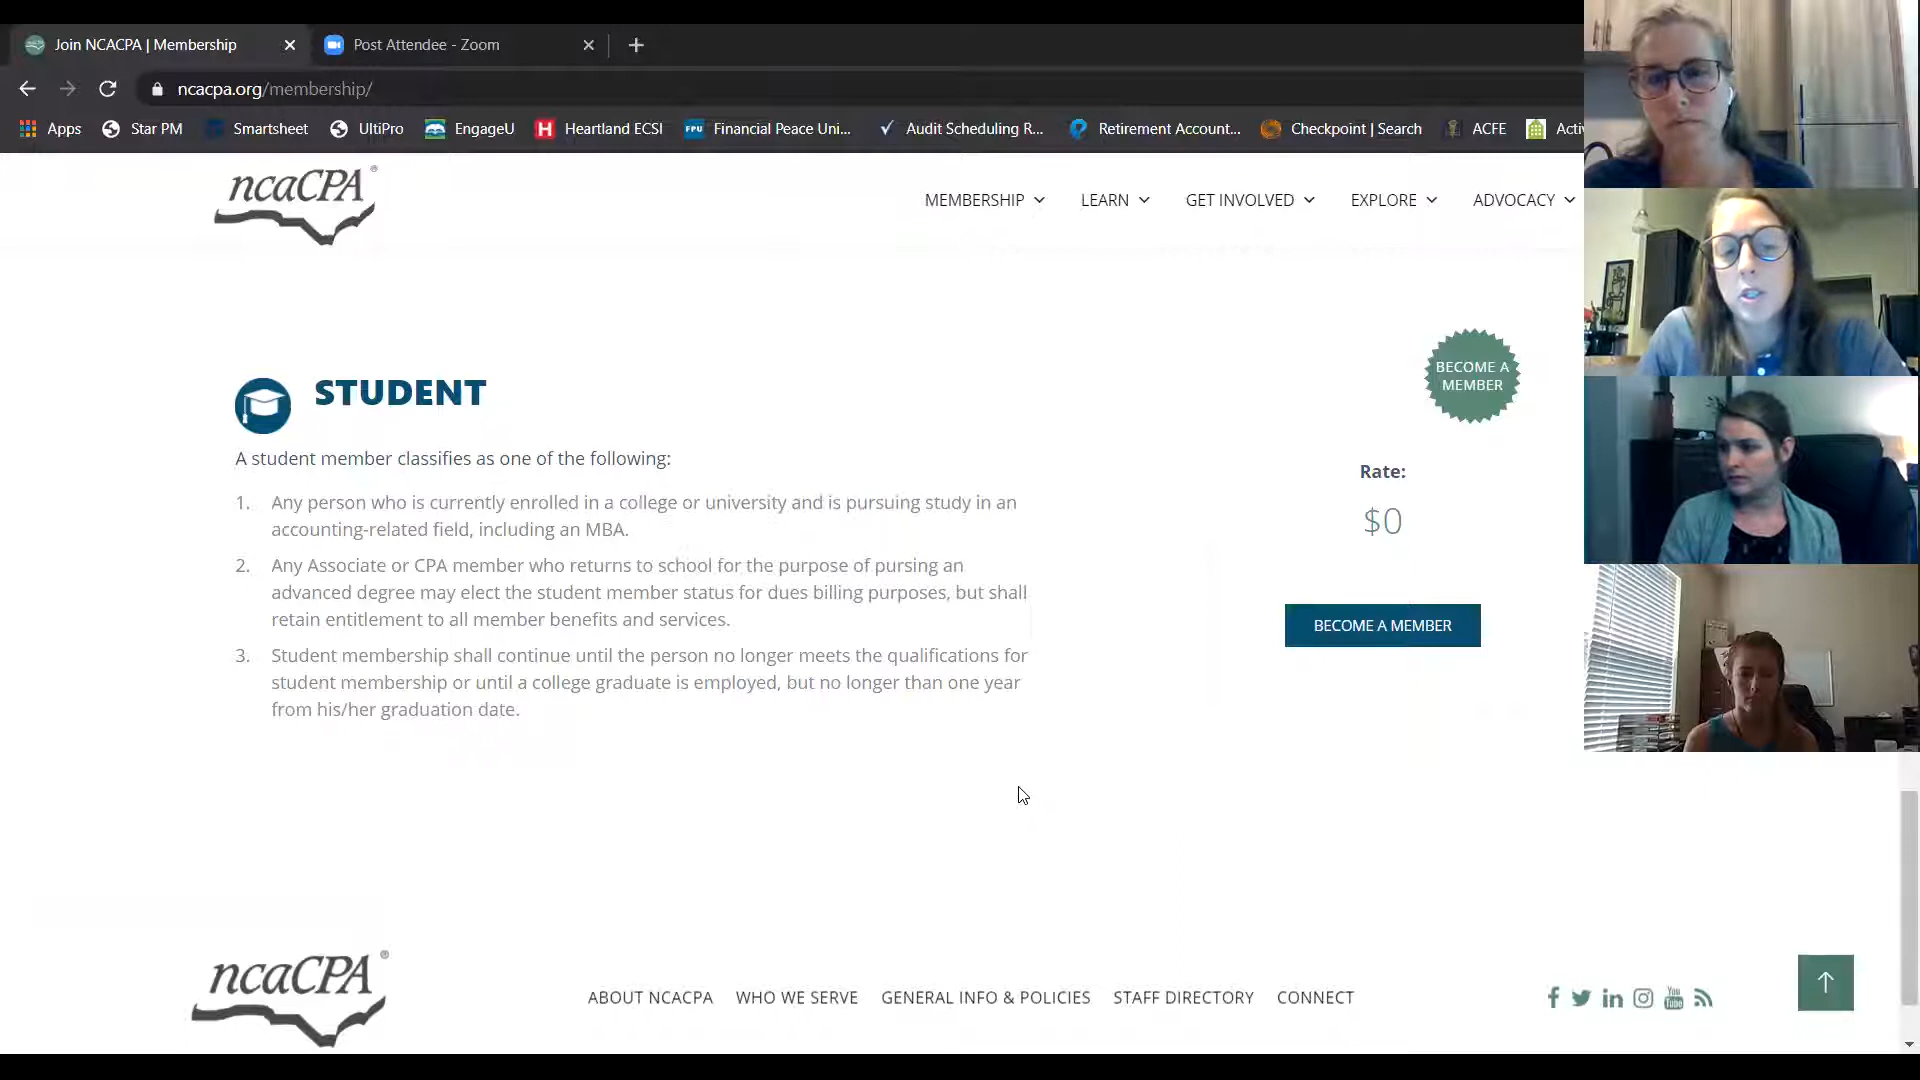 Join NCACPA | Membership
Post Attendee - Zoom
ncacpa.org/membership/
Apps
Star PM
Smartsheet
UltiPro
EngageU
Heartland ECSI
FPU Financial Peace Uni...
Audit Scheduling R...
Retirement Account...
Checkpoint | Search
ACFE
Activ
ncaCPA®
MEMBERSHIP
LEARN
GET INVOLVED
EXPLORE
ADVOCACY
BECOME A
MEMBER
STUDENT
A student member classifies as one of the following:
1. Any person who is currently enrolled in a college or university and is pursuing study in an
accounting-related field, including an MBA.
2. Any Associate or CPA member who returns to school for the purpose of pursing an
advanced degree may elect the student member status for dues billing purposes, but shall
retain entitlement to all member benefits and services.
3. Student membership shall continue until the person no longer meets the qualifications for
student membership or until a college graduate is employed, but no longer than one year
from his/her graduation date.
Rate:
$0
BECOME A MEMBER
ncaCPA®
ABOUT NCACPA
WHO WE SERVE
GENERAL INFO & POLICIES
STAFF DIRECTORY
CONNECT
You
Tube